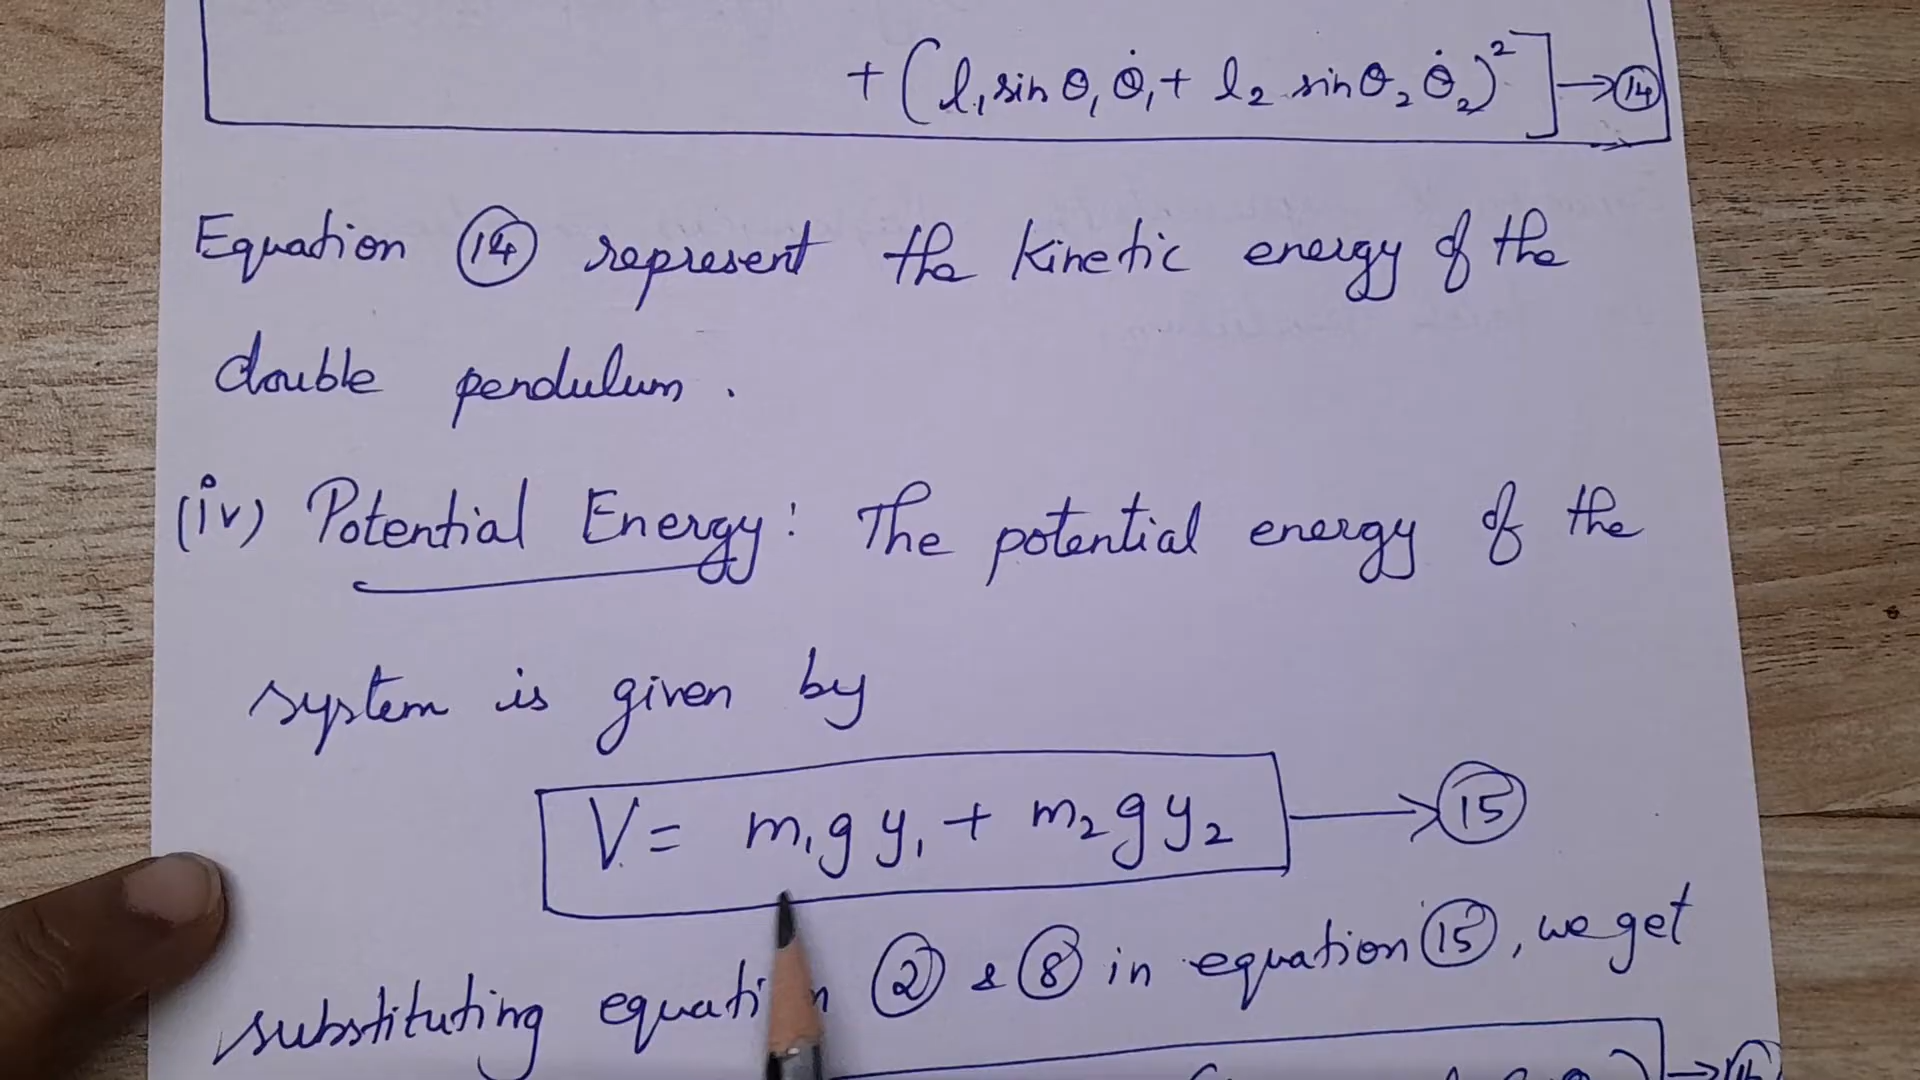 + (l₁ sin θ₁ θ̇₁ + l₂ sin θ₂ θ̇₂)² ] → (14)
Equation (14) represent the Kinetic energy of the
double pendulum.
(iv) Potential Energy: The potential energy of the
system is given by
V = m₁gy₁ + m₂gy₂ → (15)
substituting equation (2) & (8) in equation (15), we get